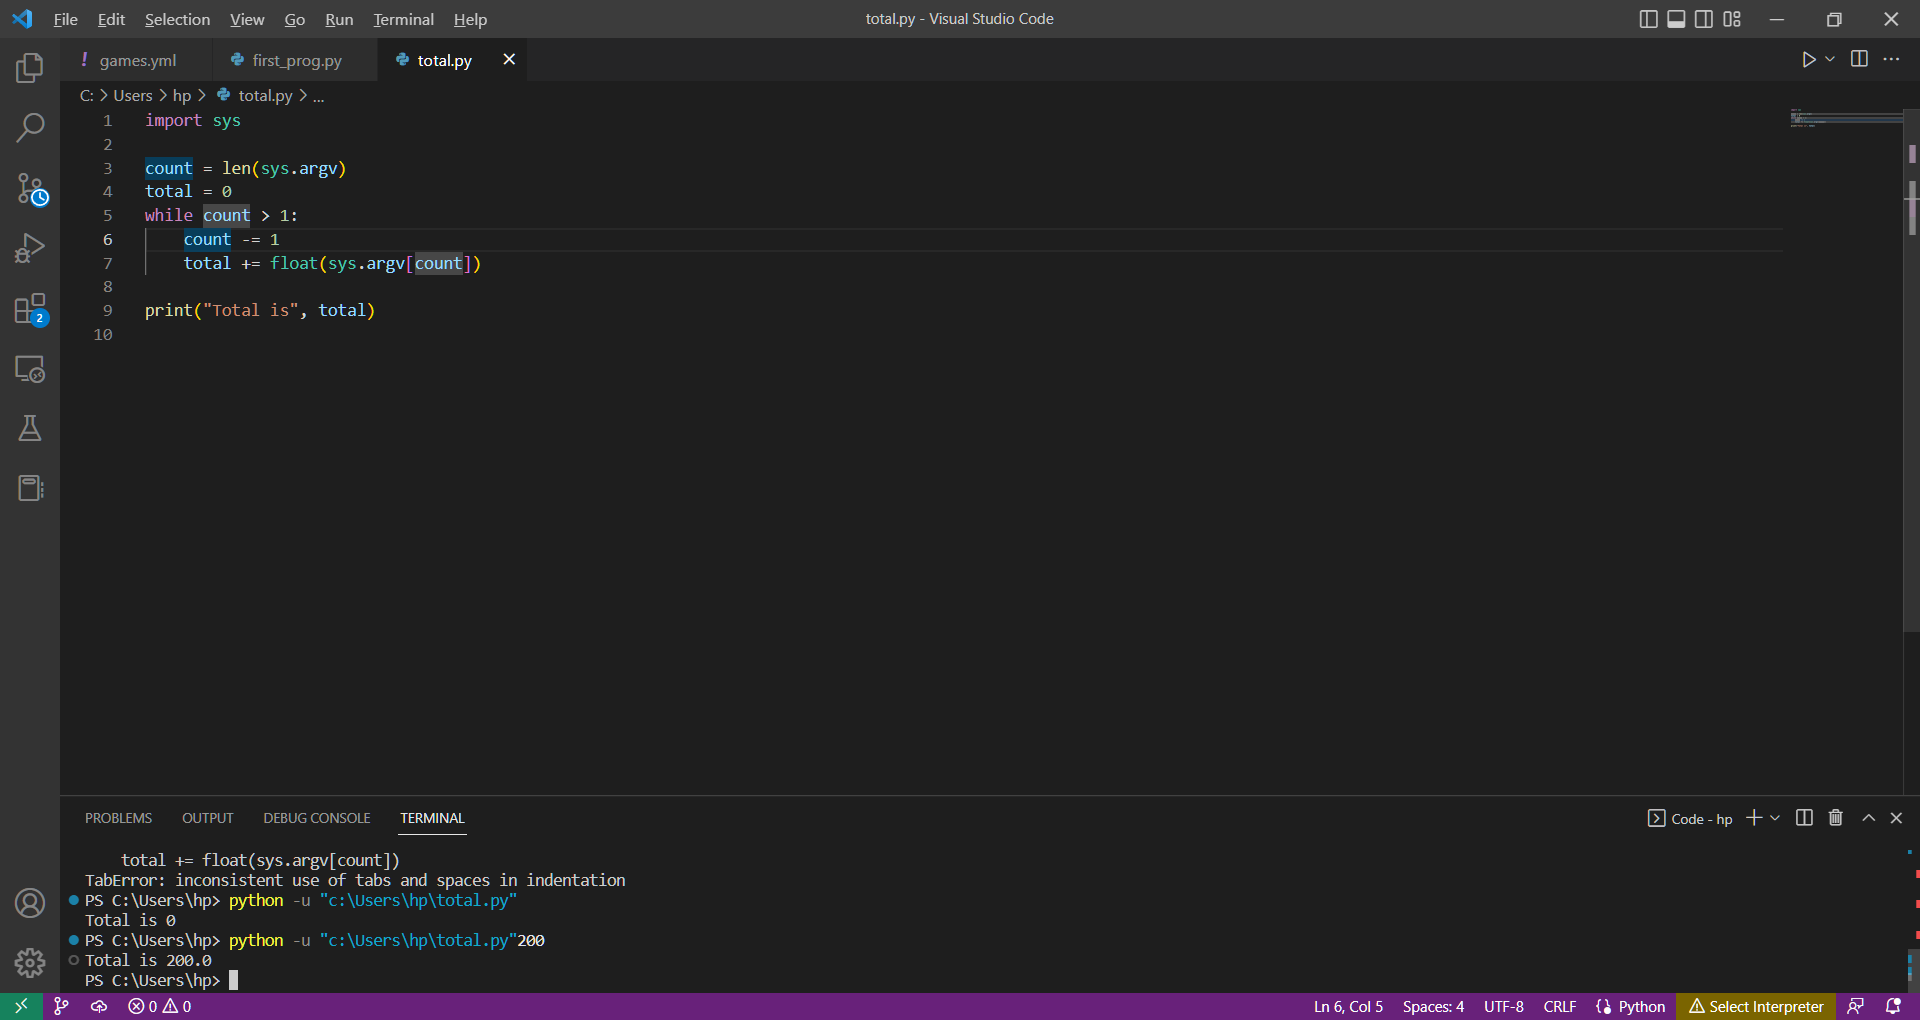 File Edit Selection View Go Run Terminal Help
total.py - Visual Studio Code
! games.yml first_prog.py total.py
C: > Users > hp > total.py > ...
1 import sys
2
3 count = len(sys.argv)
4 total = 0
5 while count > 1:
6     count -= 1
7     total += float(sys.argv[count])
8
9 print("Total is", total)
10
2
PROBLEMS OUTPUT DEBUG CONSOLE TERMINAL
Code - hp
    total += float(sys.argv[count])
TabError: inconsistent use of tabs and spaces in indentation
PS C:\Users\hp> python -u "c:\Users\hp\total.py"
Total is 0
PS C:\Users\hp> python -u "c:\Users\hp\total.py"200
Total is 200.0
PS C:\Users\hp>
0 0 Ln 6, Col 5 Spaces: 4 UTF-8 CRLF Python Select Interpreter